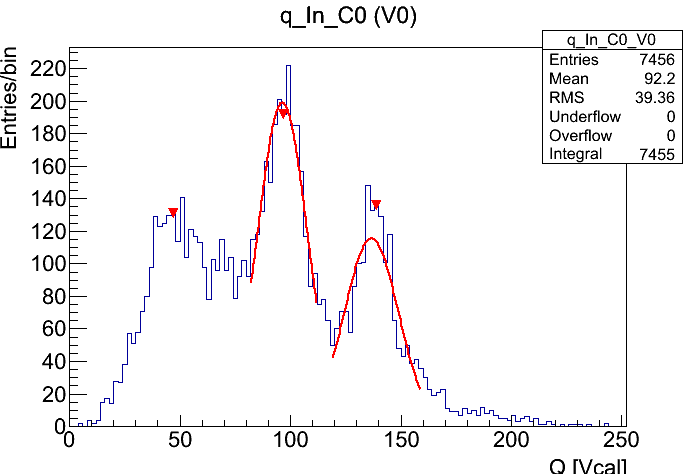 q_In_C0 (V0)
q_In_C0_V0
Entries 7456
Mean 92.2
RMS 39.36
Underflow 0
Overflow 0
Integral 7455
Entries/bin
220
200
180
160
140
120
100
80
60
40
20
0
0 50 100 150 200 250
Q [Vcal]